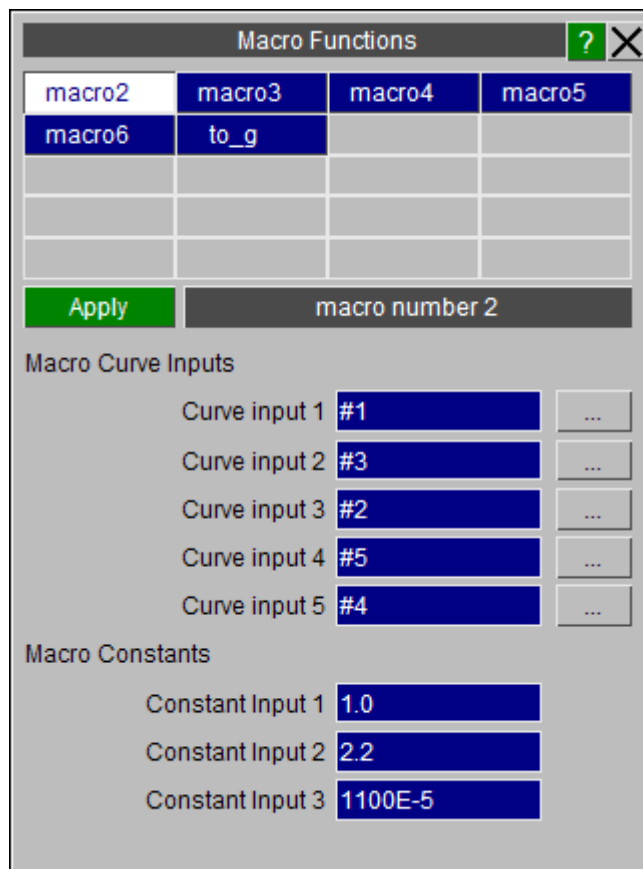 Macro Functions ? X
macro2 macro3 macro4 macro5
macro6 to_g
Apply macro number 2
Macro Curve Inputs
Curve input 1 #1 ...
Curve input 2 #3 ...
Curve input 3 #2 ...
Curve input 4 #5 ...
Curve input 5 #4 ...
Macro Constants
Constant Input 1 1.0
Constant Input 2 2.2
Constant Input 3 1100E-5